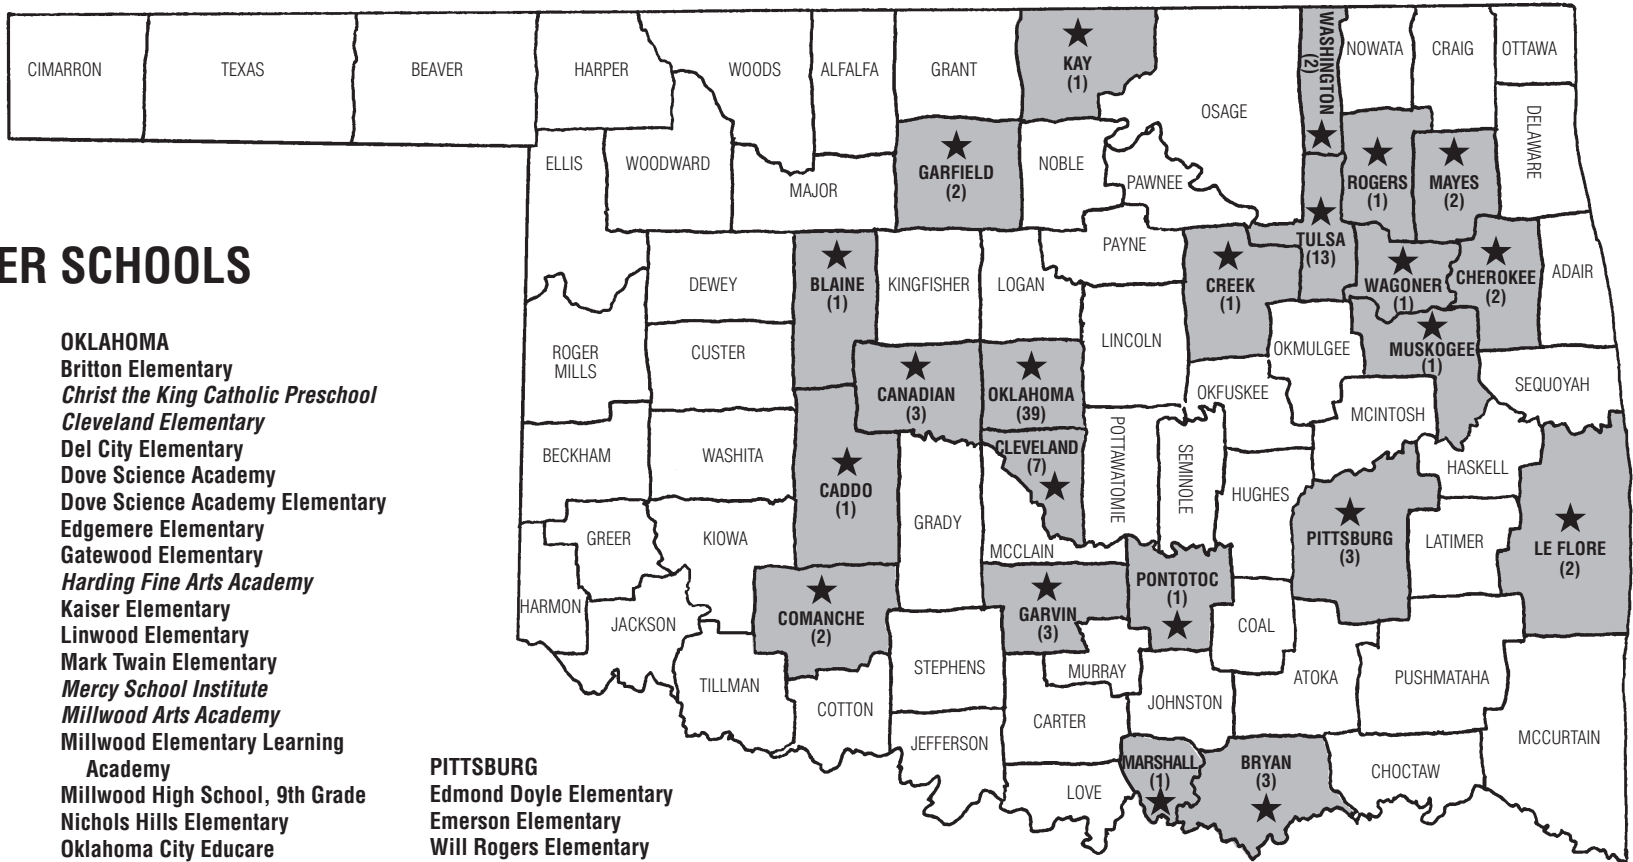 CIMARRON
TEXAS
BEAVER
HARPER
WOODS
ALFALFA
GRANT
KAY
(1)
OSAGE
WASHINGTON
(2)
NOWATA
CRAIG
OTTAWA
DELAWARE
ELLIS
WOODWARD
MAJOR
GARFIELD
(2)
NOBLE
PAWNEE
ROGERS
(1)
MAYES
(2)
PAYNE
TULSA
(13)
CREEK
(1)
WAGONER
(1)
CHEROKEE
(2)
ADAIR
DEWEY
BLAINE
(1)
KINGFISHER
LOGAN
LINCOLN
OKMULGEE
MUSKOGEE
(1)
SEQUOYAH
ROGER
MILLS
CUSTER
CANADIAN
(3)
OKLAHOMA
(39)
OKFUSKEE
MCINTOSH
BECKHAM
WASHITA
CADDO
(1)
GRADY
CLEVELAND
(7)
POTTAWATOMIE
SEMINOLE
HUGHES
HASKELL
PITTSBURG
(3)
LATIMER
LE FLORE
(2)
GREER
KIOWA
MCCLAIN
HARMON
JACKSON
COMANCHE
(2)
GARVIN
(3)
PONTOTOC
(1)
COAL
TILLMAN
COTTON
STEPHENS
MURRAY
JOHNSTON
ATOKA
PUSHMATAHA
JEFFERSON
CARTER
LOVE
MARSHALL
(1)
BRYAN
(3)
CHOCTAW
MCCURTAIN
ER SCHOOLS
OKLAHOMA
Britton Elementary
Christ the King Catholic Preschool
Cleveland Elementary
Del City Elementary
Dove Science Academy
Dove Science Academy Elementary
Edgemere Elementary
Gatewood Elementary
Harding Fine Arts Academy
Kaiser Elementary
Linwood Elementary
Mark Twain Elementary
Mercy School Institute
Millwood Arts Academy
Millwood Elementary Learning
Academy
Millwood High School, 9th Grade
Nichols Hills Elementary
Oklahoma City Educare
PITTSBURG
Edmond Doyle Elementary
Emerson Elementary
Will Rogers Elementary